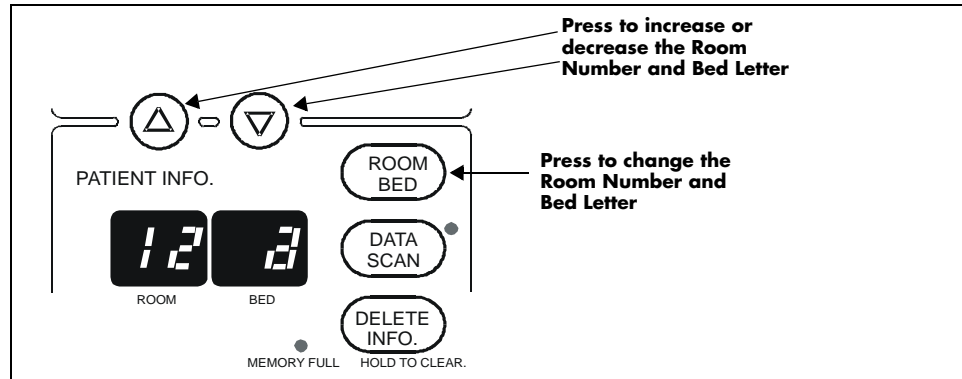 Press to increase or
decrease the Room
Number and Bed Letter
PATIENT INFO.
ROOM
BED
Press to change the
Room Number and
Bed Letter
12 a
ROOM BED
DATA
SCAN
DELETE
INFO.
MEMORY FULL HOLD TO CLEAR.